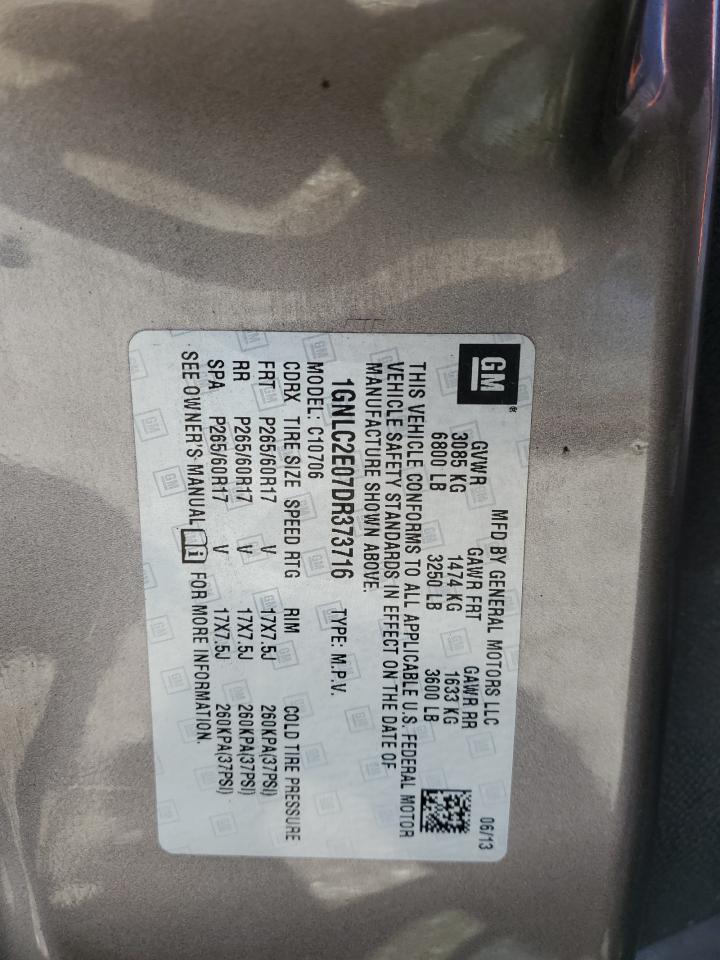 GM®
MFD BY GENERAL MOTORS LLC 06/13
GVWR GAWR FRT GAWR RR
3085 KG 1474 KG 1633 KG
6800 LB 3250 LB 3600 LB
THIS VEHICLE CONFORMS TO ALL APPLICABLE U.S. FEDERAL MOTOR
VEHICLE SAFETY STANDARDS IN EFFECT ON THE DATE OF
MANUFACTURE SHOWN ABOVE.
1GNLC2E07DR373716 TYPE: M.P.V.
MODEL: C10706
CDRX TIRE SIZE SPEED RTG RIM COLD TIRE PRESSURE
FRT P265/60R17 V 17X7.5J 260KPA(37PSI)
RR P265/60R17 V 17X7.5J 260KPA(37PSI)
SPA P265/60R17 V 17X7.5J 260KPA(37PSI)
SEE OWNER'S MANUAL i FOR MORE INFORMATION.